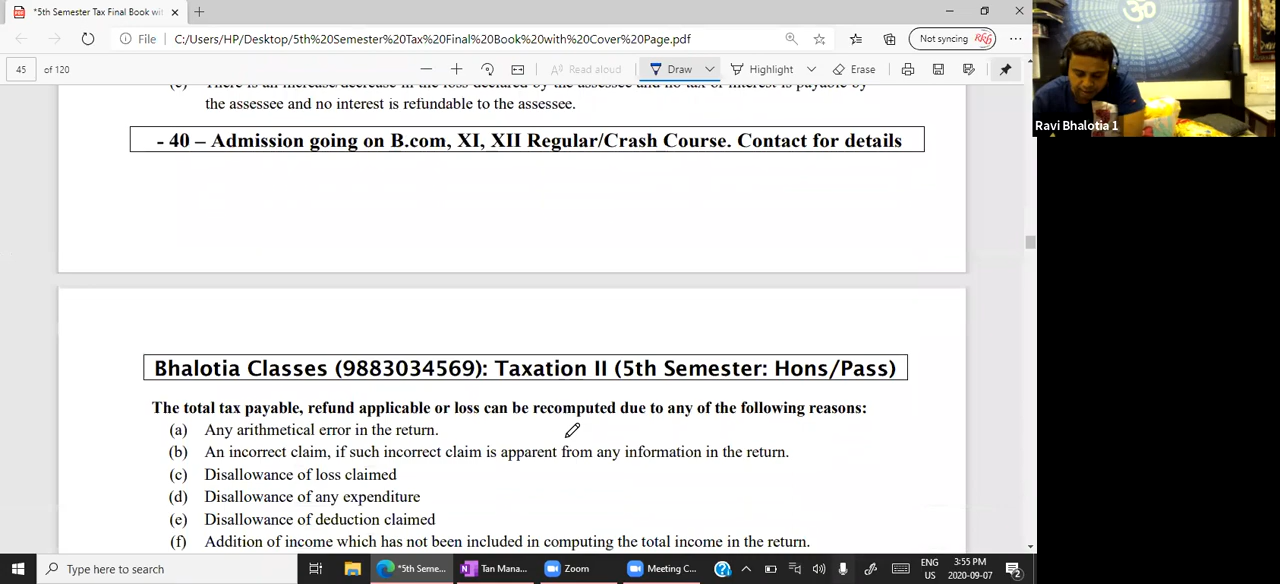 *5th Semester Tax Final Book wit
File
C:/Users/HP/Desktop/5th%20Semester%20Tax%20Final%20Book%20with%20Cover%20Page.pdf
Not syncing
45 of 120
Read aloud
Draw
Highlight
Erase
Ravi Bhalotia 1
the assessee and no interest is refundable to the assessee.
- 40 – Admission going on B.com, XI, XII Regular/Crash Course. Contact for details
Bhalotia Classes (9883034569): Taxation II (5th Semester: Hons/Pass)
The total tax payable, refund applicable or loss can be recomputed due to any of the following reasons:
(a) Any arithmetical error in the return.
(b) An incorrect claim, if such incorrect claim is apparent from any information in the return.
(c) Disallowance of loss claimed
(d) Disallowance of any expenditure
(e) Disallowance of deduction claimed
(f) Addition of income which has not been included in computing the total income in the return.
Type here to search
*5th Seme...
Tan Mana...
Zoom
Meeting C...
ENG
US
3:55 PM
2020-09-07
2